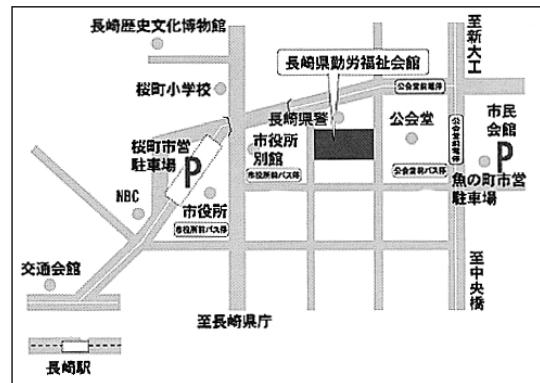 長崎歴史文化博物館
至新大工
長崎県勤労福祉会館
桜町小学校
公会堂前電停
長崎県警
公会堂
市民
会館
公会堂前電停
桜町市営
駐車場
P
市役所
別館
P
市役所前バス停
公会堂前バス停
魚の町市営
駐車場
NBC
市役所
市役所前バス停
交通会館
至中央橋
至長崎県庁
長崎駅